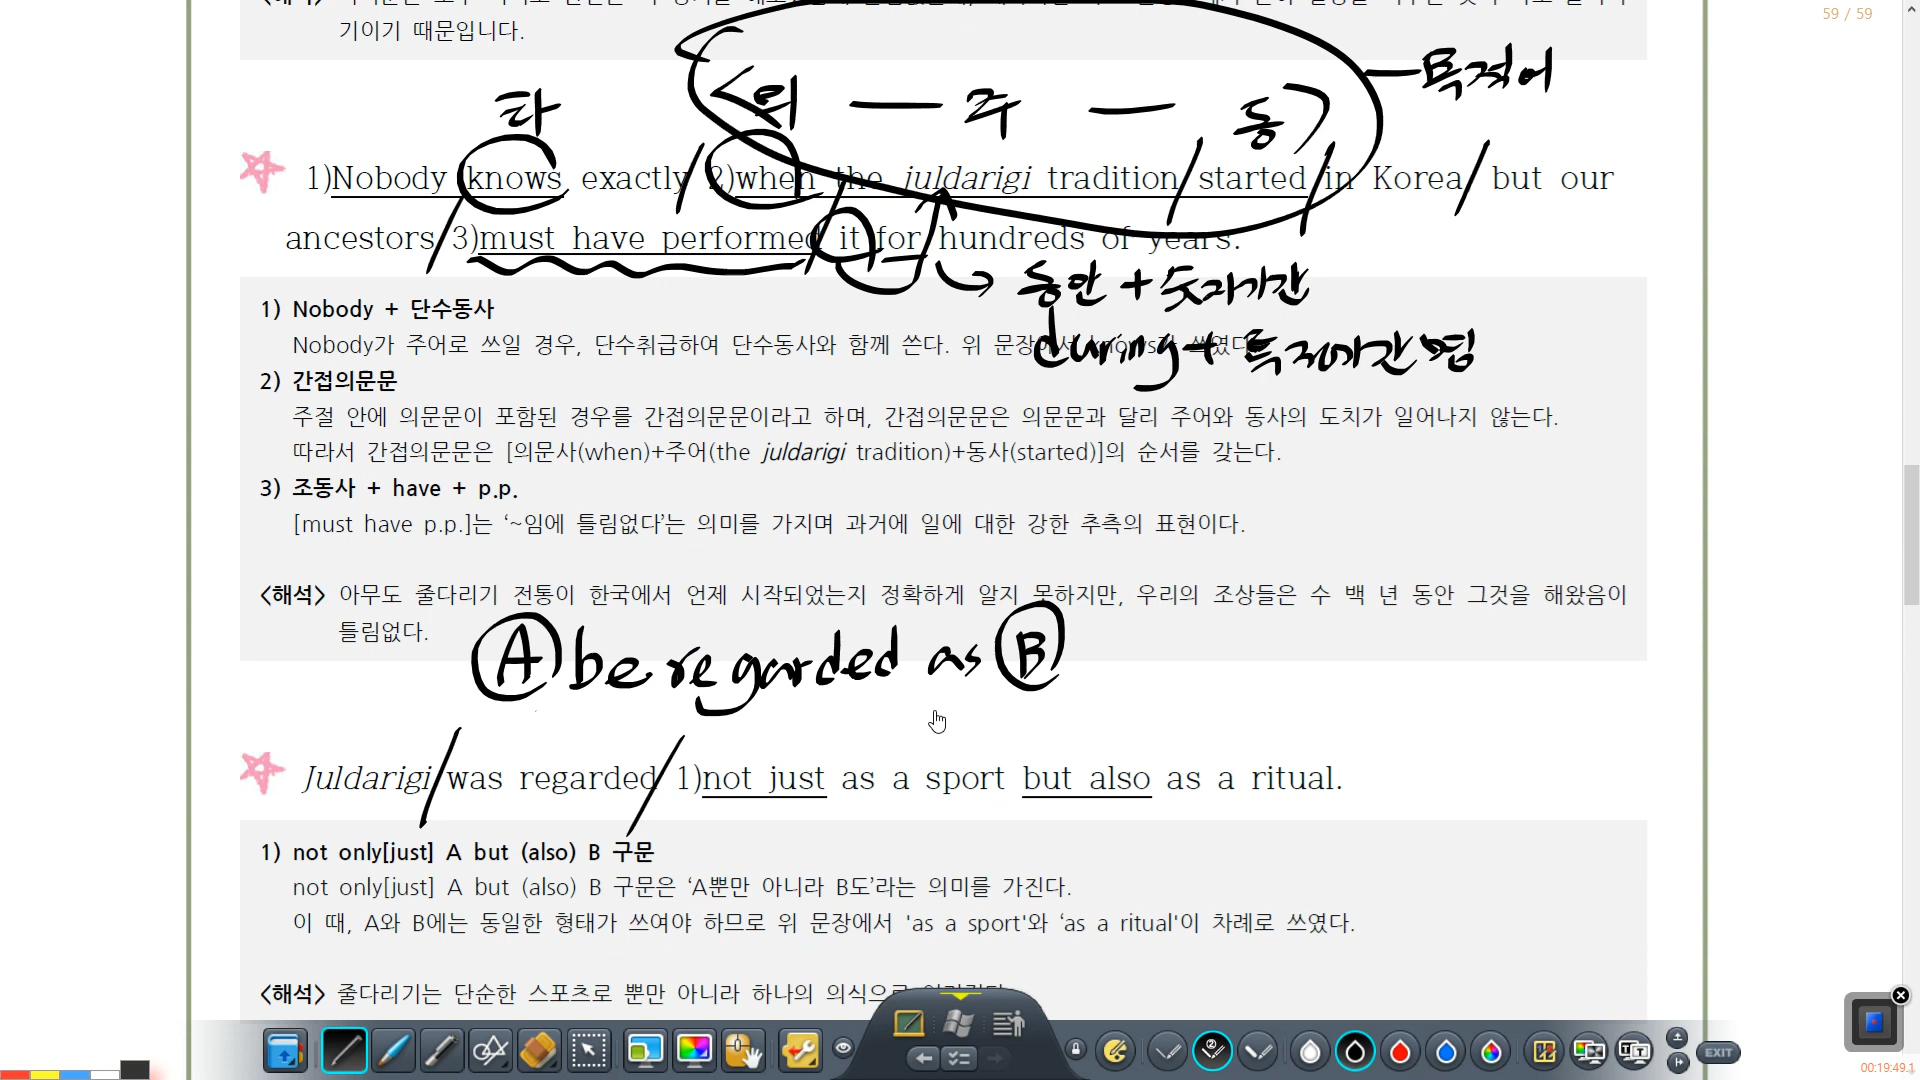 59 / 59
기이기 때문입니다.
목적어
타
<의 — 주 — 동>
1)Nobody knows exactly 2)when the juldarigi tradition started in Korea, but our
ancestors 3)must have performed it for hundreds of years.
동안 + 숫자기간
during + 특정기간 명
1) Nobody + 단수동사
Nobody가 주어로 쓰일 경우, 단수취급하여 단수동사와 함께 쓴다. 위 문장에서 knows가 쓰였다.
2) 간접의문문
주절 안에 의문문이 포함된 경우를 간접의문문이라고 하며, 간접의문문은 의문문과 달리 주어와 동사의 도치가 일어나지 않는다.
따라서 간접의문문은 [의문사(when)+주어(the juldarigi tradition)+동사(started)]의 순서를 갖는다.
3) 조동사 + have + p.p.
[must have p.p.]는 ‘~임에 틀림없다’는 의미를 가지며 과거에 일에 대한 강한 추측의 표현이다.
<해석> 아무도 줄다리기 전통이 한국에서 언제 시작되었는지 정확하게 알지 못하지만, 우리의 조상들은 수 백 년 동안 그것을 해왔음이
틀림없다.
A be regarded as B
Juldarigi was regarded 1)not just as a sport but also as a ritual.
1) not only[just] A but (also) B 구문
not only[just] A but (also) B 구문은 ‘A뿐만 아니라 B도’라는 의미를 가진다.
이 때, A와 B에는 동일한 형태가 쓰여야 하므로 위 문장에서 'as a sport'와 ‘as a ritual'이 차례로 쓰였다.
<해석> 줄다리기는 단순한 스포츠로 뿐만 아니라 하나의 의식으로
EXIT
00:19:49.1